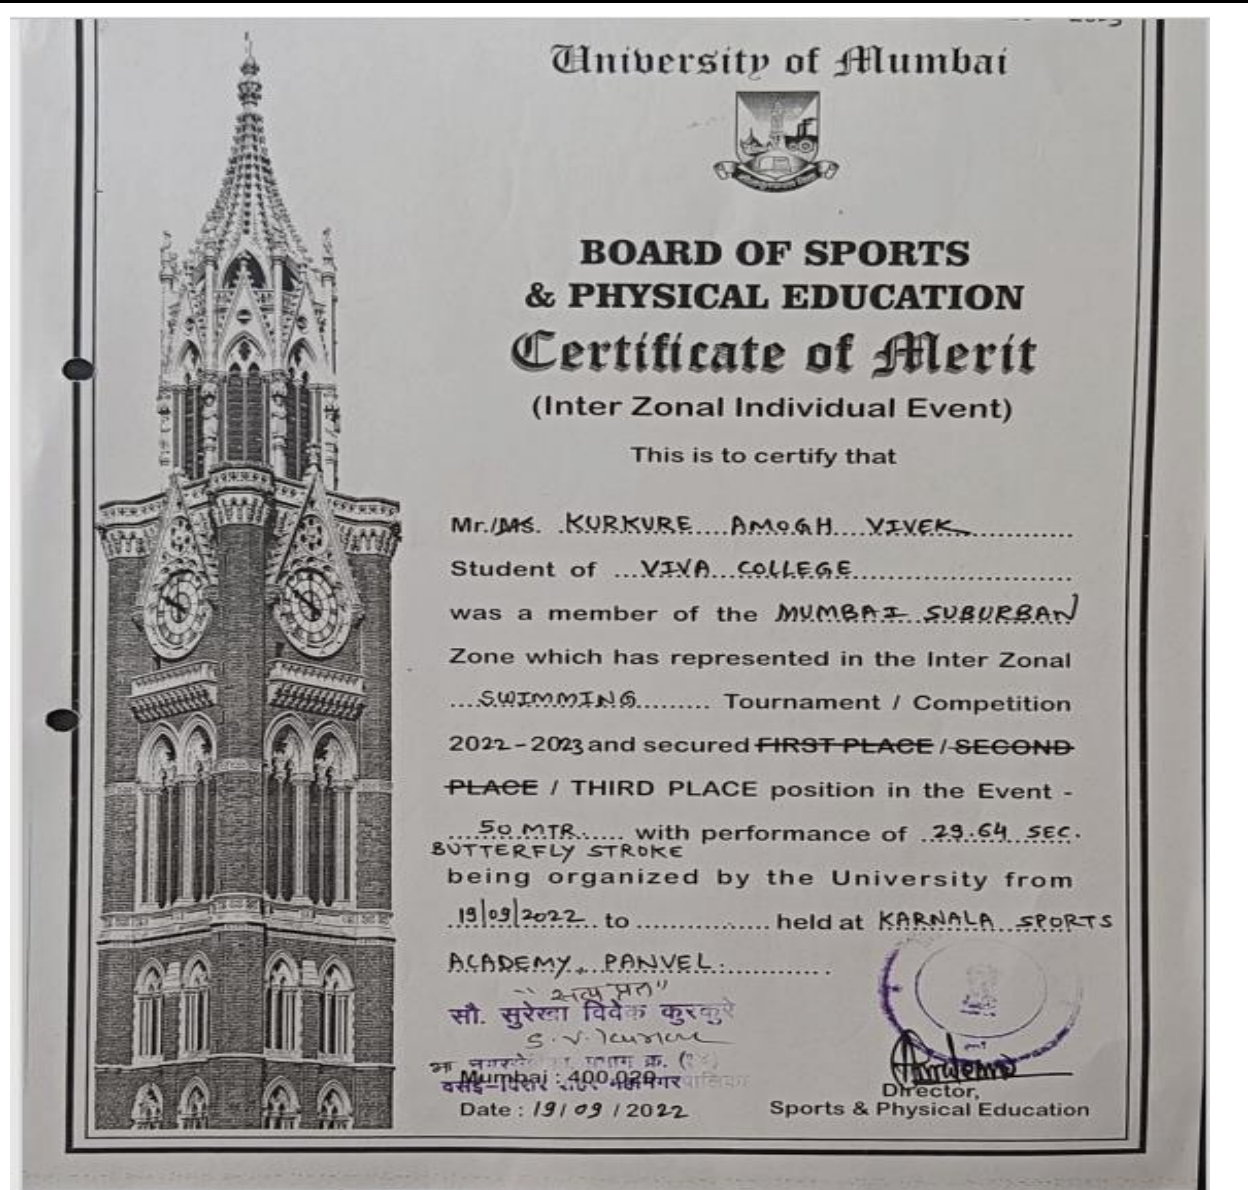 University of Mumbai
BOARD OF SPORTS
& PHYSICAL EDUCATION
Certificate of Merit
(Inter Zonal Individual Event)
This is to certify that
Mr./Ms. KURKURE AMOGH VIVEK
Student of VIVA COLLEGE
was a member of the MUMBAI SUBURBAN
Zone which has represented in the Inter Zonal
SWIMMING Tournament / Competition
2022-2023 and secured FIRST PLACE / SECOND
PLACE / THIRD PLACE position in the Event -
50 MTR. with performance of 29.64 SEC.
BUTTERFLY STROKE
being organized by the University from
19/09/2022 to held at KARNALA SPORTS
ACADEMY, PANVEL.
"सत्य प्रत"
सौ. सुरेखा विवेक कुरकुरे
प्रभाग क्र.
Mumbai : 400 020
Date : 19/09/2022
Director,
Sports & Physical Education